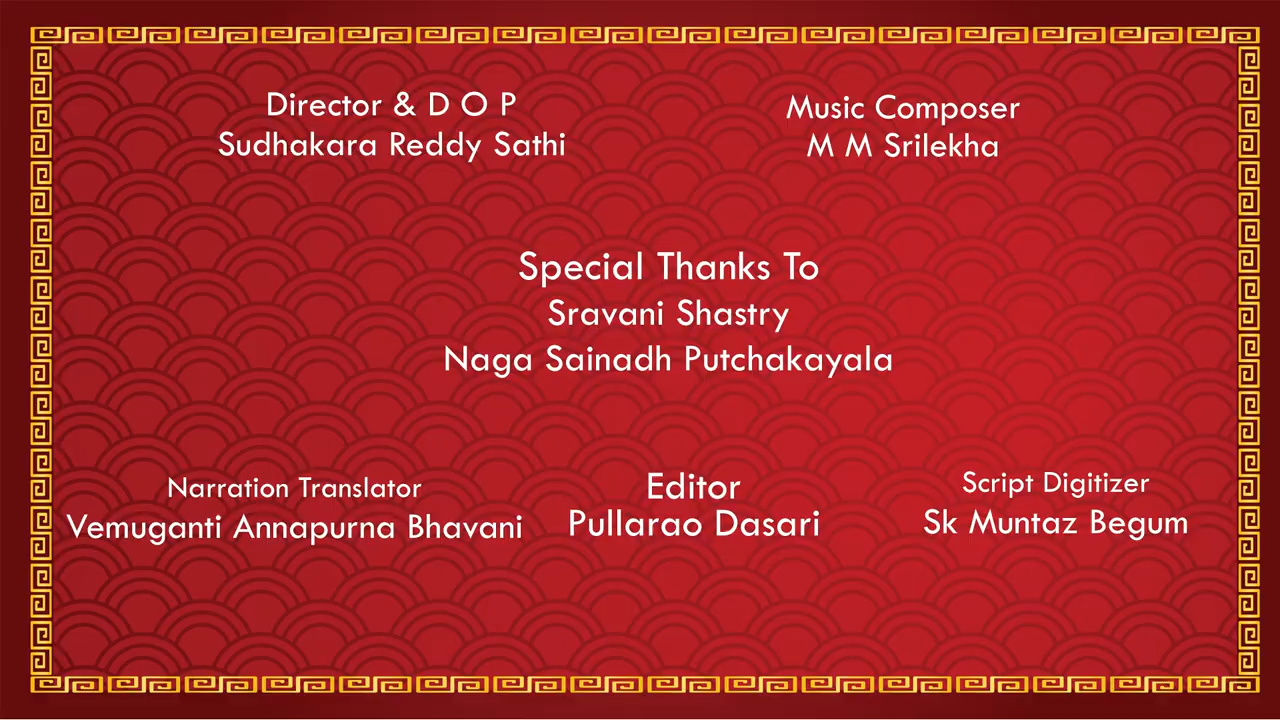 Director & D O P
Sudhakara Reddy Sathi
Music Composer
M M Srilekha
Special Thanks To
Sravani Shastry
Naga Sainadh Putchakayala
Narration Translator
Vemuganti Annapurna Bhavani
Editor
Pullarao Dasari
Script Digitizer
Sk Muntaz Begum